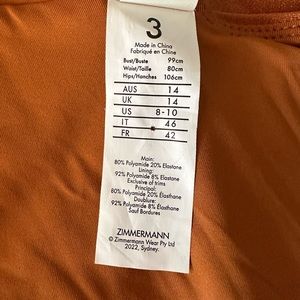 3
Made in China
Fabriqué en Chine
Bust/Buste 99cm
Waist/Taille 80cm
Hips/Hanches 106cm
AUS 14
UK 14
US 8-10
IT 46
FR 42
Main:
80% Polyamide 20% Elastane
Lining:
92% Polyamide 8% Elastane
Exclusive of trims
Principal:
80% Polyamide 20% Elastane
Doublure:
92% Polyamide 8% Elastane
Sauf Bordures
ZIMMERMANN
© Zimmermann Wear Pty Ltd
2022, Sydney.